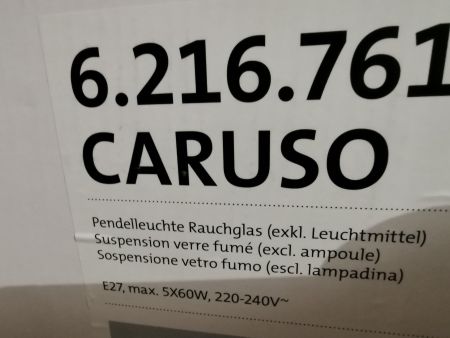 6.216.761
CARUSO
Pendelleuchte Rauchglas (exkl. Leuchtmittel)
Suspension verre fumé (excl. ampoule)
Sospensione vetro fumo (escl. lampadina)
E27, max. 5X60W, 220-240V~